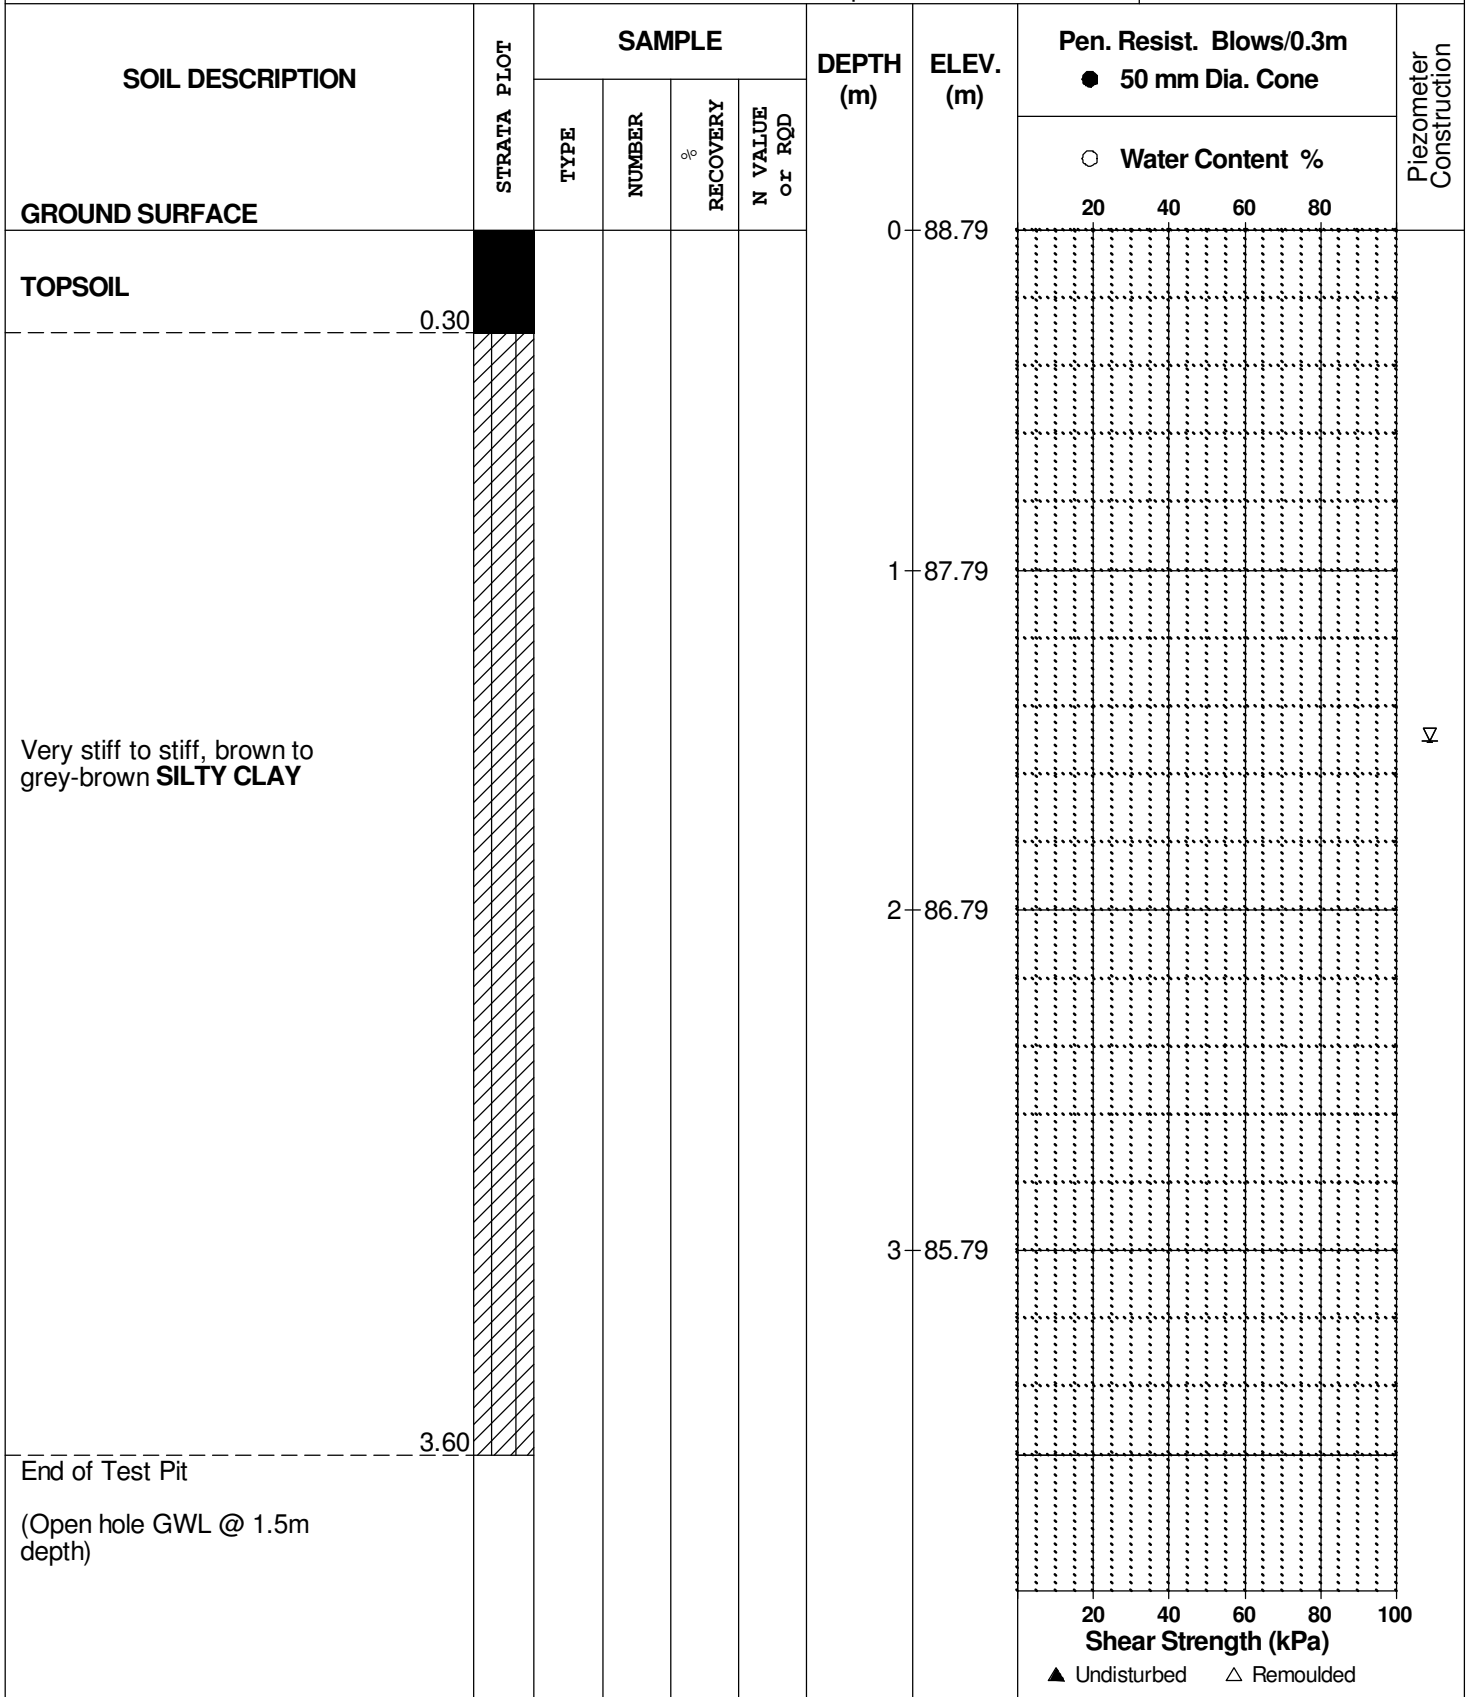 SOIL DESCRIPTION
GROUND SURFACE
STRATA PLOT
SAMPLE
TYPE
NUMBER
%
RECOVERY
N VALUE
or RQD
DEPTH
(m)
ELEV.
(m)
Pen. Resist. Blows/0.3m
● 50 mm Dia. Cone
○ Water Content %
20 40 60 80
Piezometer
Construction
0 88.79
TOPSOIL
0.30
1 87.79
Very stiff to stiff, brown to
grey-brown SILTY CLAY
2 86.79
3 85.79
3.60
End of Test Pit
(Open hole GWL @ 1.5m
depth)
20 40 60 80 100
Shear Strength (kPa)
▲ Undisturbed △ Remoulded